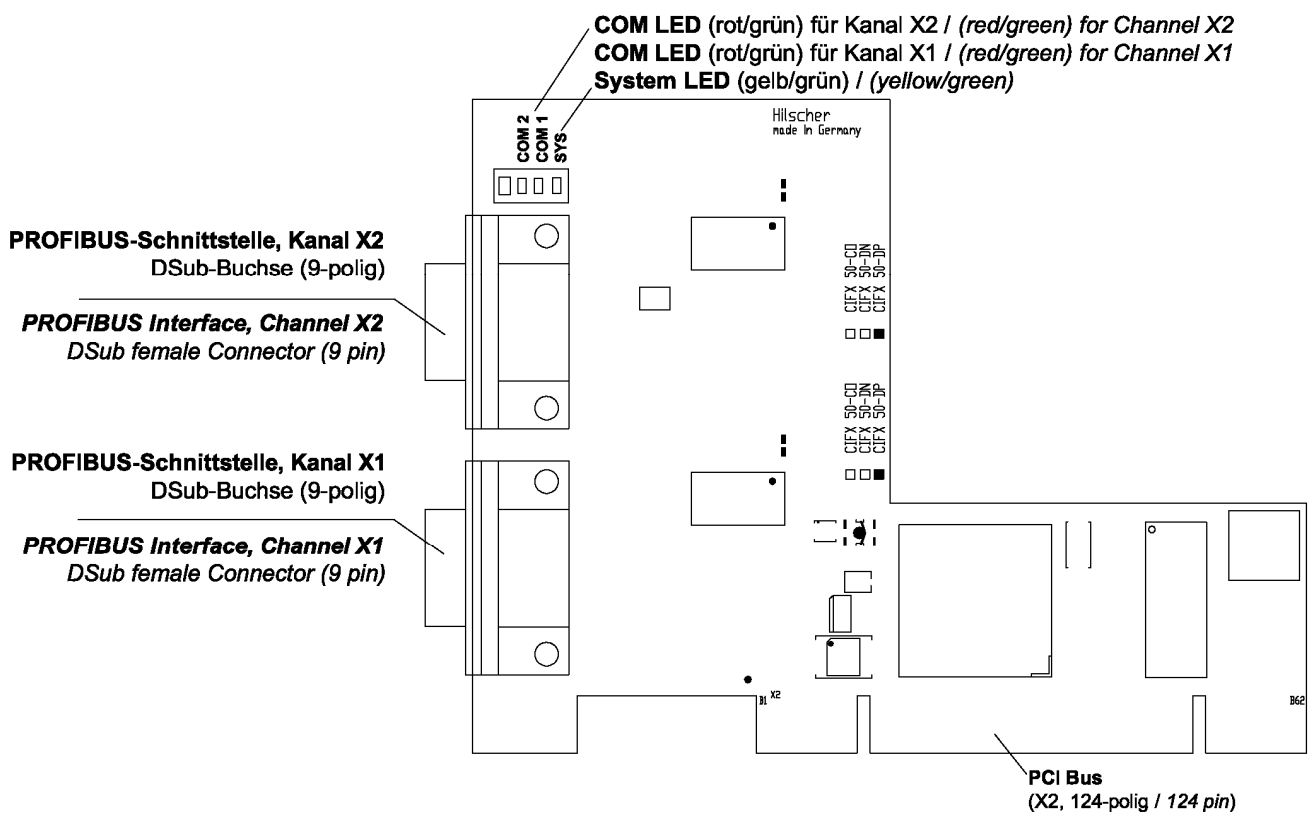 COM LED (rot/grün) für Kanal X2 / (red/green) for Channel X2
COM LED (rot/grün) für Kanal X1 / (red/green) for Channel X1
System LED (gelb/grün) / (yellow/green)
COM 2
COM 1
SYS
Hilscher
made in Germany
PROFIBUS-Schnittstelle, Kanal X2
DSub-Buchse (9-polig)
PROFIBUS Interface, Channel X2
DSub female Connector (9 pin)
CIFX 50-CO
CIFX 50-DN
CIFX 50-DP
PROFIBUS-Schnittstelle, Kanal X1
DSub-Buchse (9-polig)
PROFIBUS Interface, Channel X1
DSub female Connector (9 pin)
CIFX 50-CO
CIFX 50-DN
CIFX 50-DP
B1 X2
B62
PCI Bus
(X2, 124-polig / 124 pin)